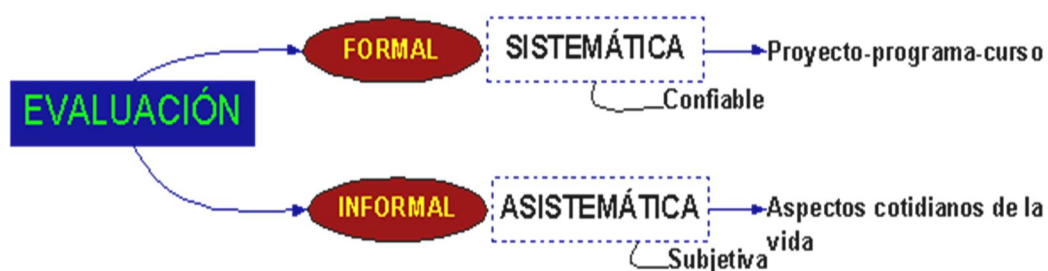 FORMAL
SISTEMÁTICA
Proyecto-programa-curso
Confiable
EVALUACIÓN
INFORMAL
ASISTEMÁTICA
Aspectos cotidianos de la
vida
Subjetiva